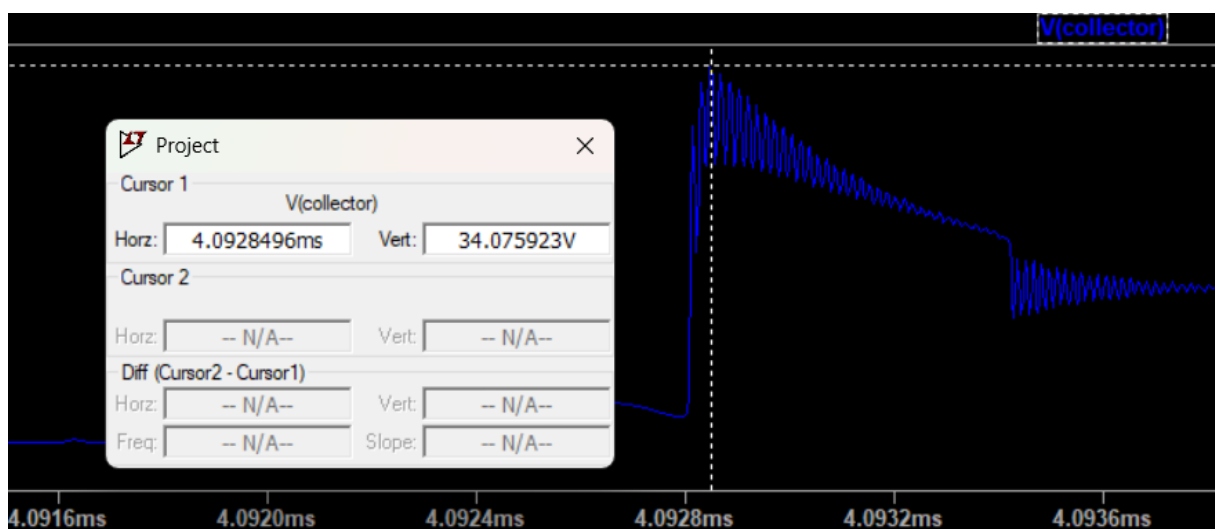 V(collector)
Project
Cursor 1
V(collector)
Horz: 4.0928496ms Vert: 34.075923V
Cursor 2
Horz: -- N/A-- Vert: -- N/A--
Diff (Cursor2 - Cursor1)
Horz: -- N/A-- Vert: -- N/A--
Freq: -- N/A-- Slope: -- N/A--
4.0916ms 4.0920ms 4.0924ms 4.0928ms 4.0932ms 4.0936ms